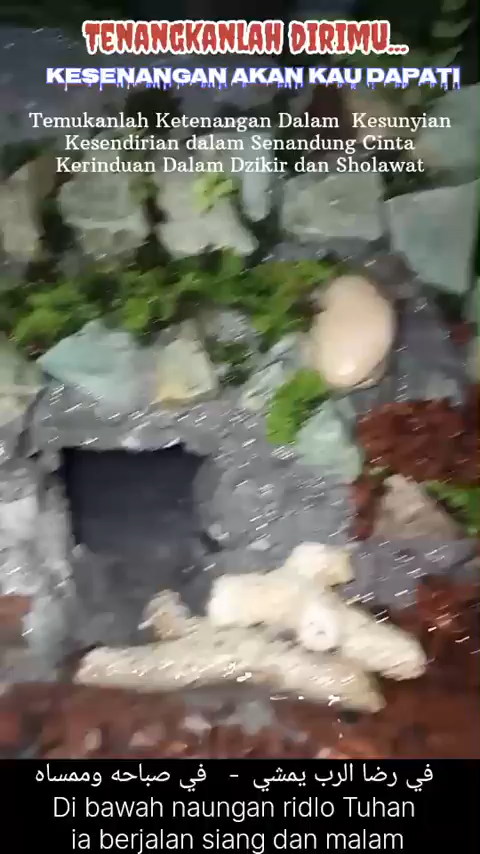 TENANGKANLAH DIRIMU...
KESENANGAN AKAN KAU DAPATI
Temukanlah Ketenangan Dalam Kesunyian
Kesendirian dalam Senandung Cinta
Kerinduan Dalam Dzikir dan Sholawat
في رضا الرب يمشي - في صباحه وممساه
Di bawah naungan ridlo Tuhan
ia berjalan siang dan malam